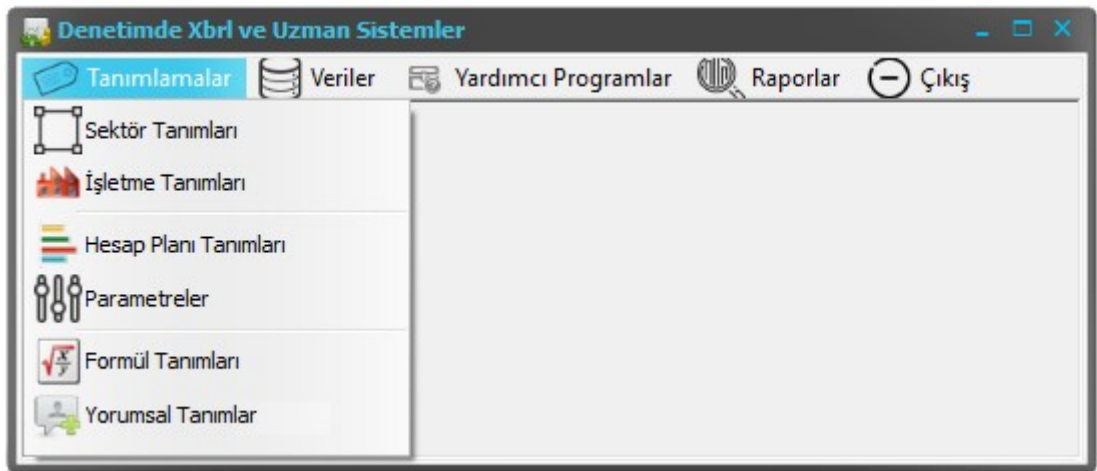 Denetimde Xbrl ve Uzman Sistemler
Tanımlamalar Veriler Yardımcı Programlar Raporlar Çıkış
Sektör Tanımları
İşletme Tanımları
Hesap Planı Tanımları
Parametreler
Formül Tanımları
Yorumsal Tanımlar